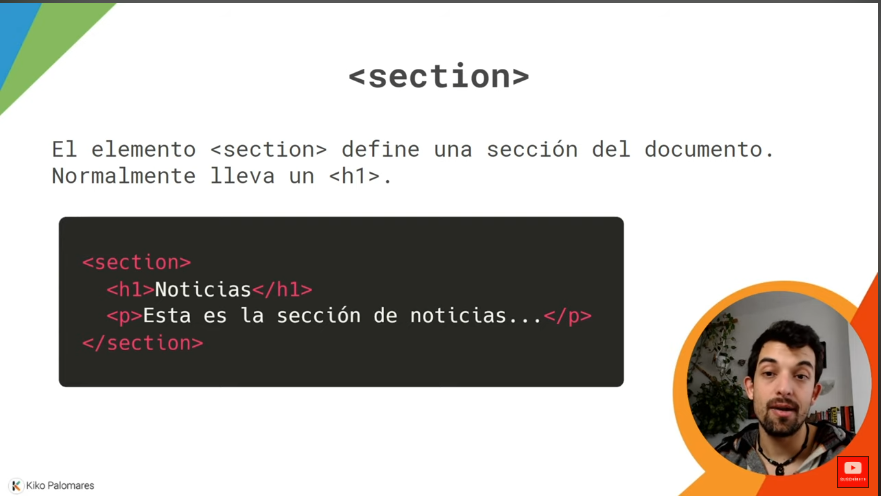 <section>
El elemento <section> define una sección del documento.
Normalmente lleva un <h1>.
<section>
<h1>Noticias</h1>
<p>Esta es la sección de noticias...</p>
</section>
Kiko Palomares